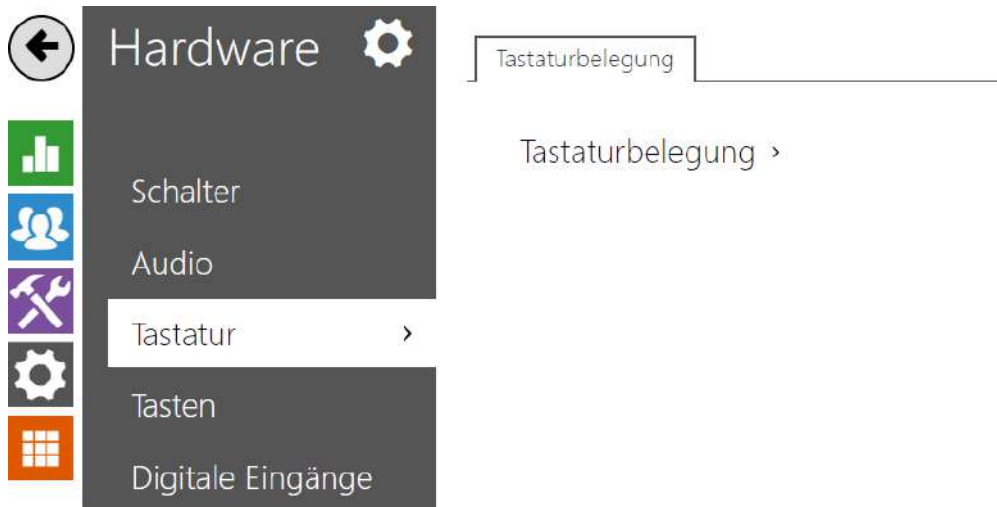 Hardware
Schalter
Audio
Tastatur
Tasten
Digitale Eingänge
Tastaturbelegung
Tastaturbelegung